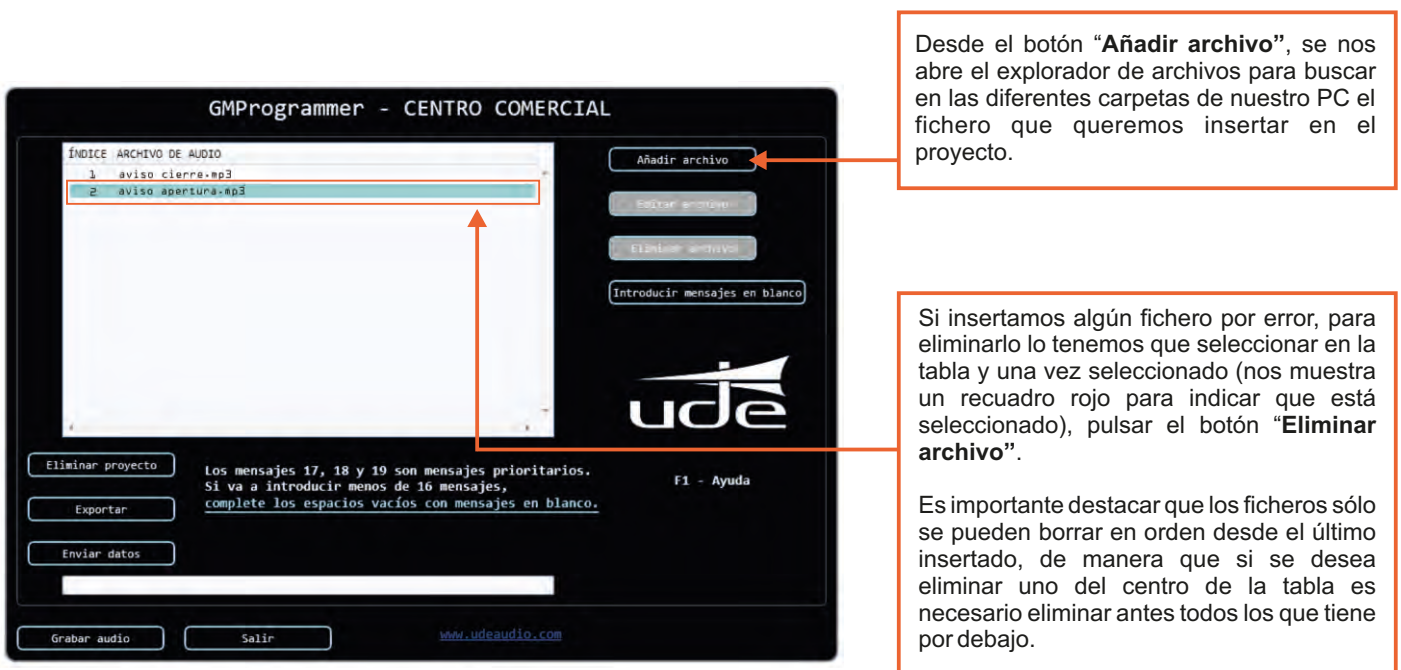 Desde el botón “Añadir archivo”, se nos
abre el explorador de archivos para buscar
en las diferentes carpetas de nuestro PC el
fichero que queremos insertar en el
proyecto.
GMProgrammer - CENTRO COMERCIAL
ÍNDICE ARCHIVO DE AUDIO
1 aviso cierre.mp3
2 aviso apertura.mp3
Añadir archivo
Editar archivo
Eliminar archivo
Introducir mensajes en blanco
ude
Si insertamos algún fichero por error, para
eliminarlo lo tenemos que seleccionar en la
tabla y una vez seleccionado (nos muestra
un recuadro rojo para indicar que está
seleccionado), pulsar el botón “Eliminar
archivo”.
Es importante destacar que los ficheros sólo
se pueden borrar en orden desde el último
insertado, de manera que si se desea
eliminar uno del centro de la tabla es
necesario eliminar antes todos los que tiene
por debajo.
Eliminar proyecto
Exportar
Enviar datos
Los mensajes 17, 18 y 19 son mensajes prioritarios.
Si va a introducir menos de 16 mensajes,
complete los espacios vacíos con mensajes en blanco.
F1 - Ayuda
Grabar audio
Salir
www.udeaudio.com